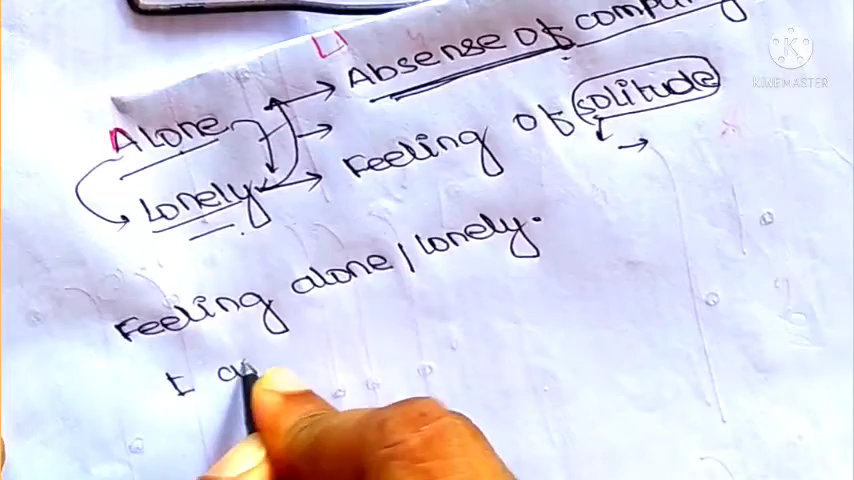 Alone → Absense of company
Lonely → Feeling of solitude
Feeling alone / lonely.
I a
KINEMASTER